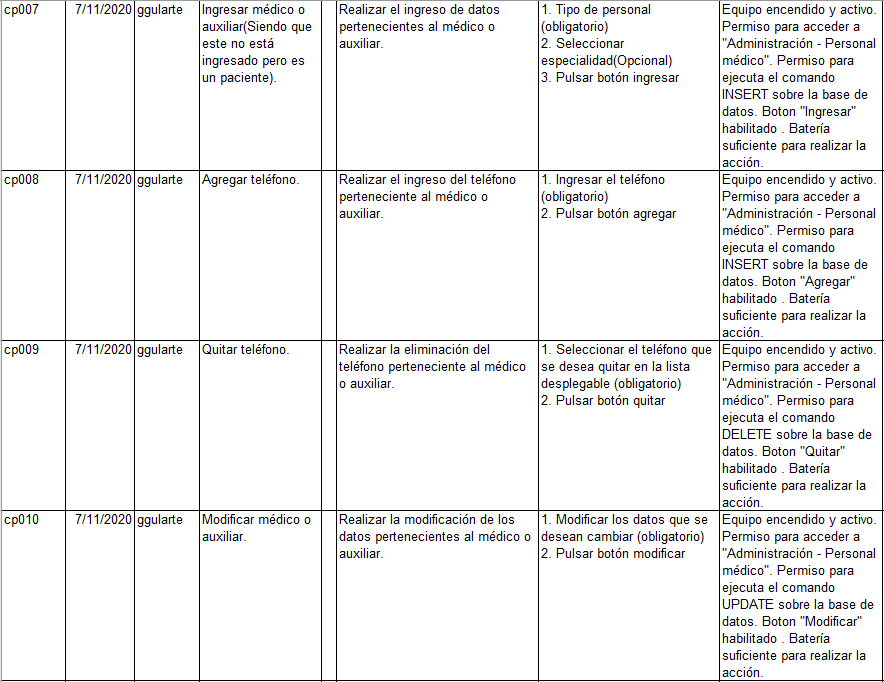 cp007
7/11/2020
ggularte
Ingresar médico o
auxiliar(Siendo que
este no está
ingresado pero es
un paciente).
Realizar el ingreso de datos
pertenecientes al médico o
auxiliar.
1. Tipo de personal
(obligatorio)
2. Seleccionar
especialidad(Opcional)
3. Pulsar botón ingresar
Equipo encendido y activo.
Permiso para acceder a
"Administración - Personal
médico". Permiso para
ejecuta el comando
INSERT sobre la base de
datos. Boton "Ingresar"
habilitado . Batería
suficiente para realizar la
acción.
cp008
7/11/2020
ggularte
Agregar teléfono.
Realizar el ingreso del teléfono
perteneciente al médico o
auxiliar.
1. Ingresar el teléfono
(obligatorio)
2. Pulsar botón agregar
Equipo encendido y activo.
Permiso para acceder a
"Administración - Personal
médico". Permiso para
ejecuta el comando
INSERT sobre la base de
datos. Boton "Agregar"
habilitado . Batería
suficiente para realizar la
acción.
cp009
7/11/2020
ggularte
Quitar teléfono.
Realizar la eliminación del
teléfono perteneciente al médico
o auxiliar.
1. Seleccionar el teléfono que
se desea quitar en la lista
desplegable (obligatorio)
2. Pulsar botón quitar
Equipo encendido y activo.
Permiso para acceder a
"Administración - Personal
médico". Permiso para
ejecuta el comando
DELETE sobre la base de
datos. Boton "Quitar"
habilitado . Batería
suficiente para realizar la
acción.
cp010
7/11/2020
ggularte
Modificar médico o
auxiliar.
Realizar la modificación de los
datos pertenecientes al médico o
auxiliar.
1. Modificar los datos que se
desean cambiar (obligatorio)
2. Pulsar botón modificar
Equipo encendido y activo.
Permiso para acceder a
"Administración - Personal
médico". Permiso para
ejecuta el comando
UPDATE sobre la base de
datos. Boton "Modificar"
habilitado . Batería
suficiente para realizar la
acción.